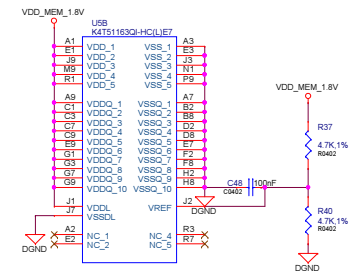 VDD_MEM_1.8V
U5B
K4T51163QI-HC(L)E7
A1 VDD_1 VSS_1 A3
E1 VDD_2 VSS_2 E3
J9 VDD_3 VSS_3 J3
M9 VDD_4 VSS_4 N1
R1 VDD_5 VSS_5 P9
A9 VDDQ_1 VSSQ_1 A7
C1 VDDQ_2 VSSQ_2 B2
C3 VDDQ_3 VSSQ_3 B8
C7 VDDQ_4 VSSQ_4 D2
C9 VDDQ_5 VSSQ_5 D8
E9 VDDQ_6 VSSQ_6 E7
G1 VDDQ_7 VSSQ_7 F2
G3 VDDQ_8 VSSQ_8 F8
G7 VDDQ_9 VSSQ_9 H2
G9 VDDQ_10 VSSQ_10 H8
J1 VDDL VREF J2
J7 VSSDL
A2 NC_1 NC_4 R3
E2 NC_2 NC_5 R7
DGND
C48 100nF
C0402
DGND
VDD_MEM_1.8V
R37
4.7K,1%
R0402
R40
4.7K,1%
R0402
DGND